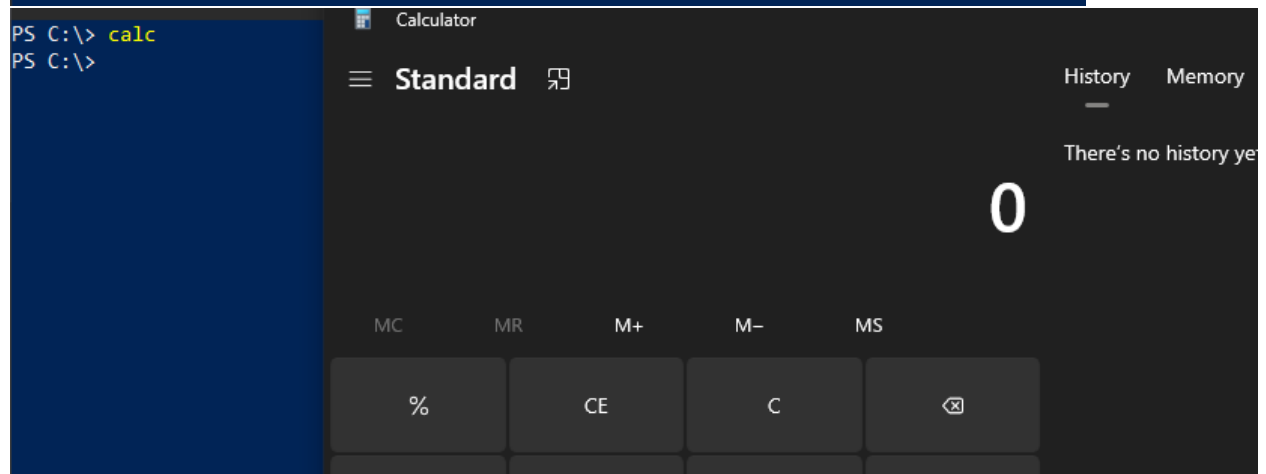 PS C:\> calc
PS C:\>
Calculator
Standard
History Memory
There's no history ye
0
MC MR M+ M− MS
% CE C